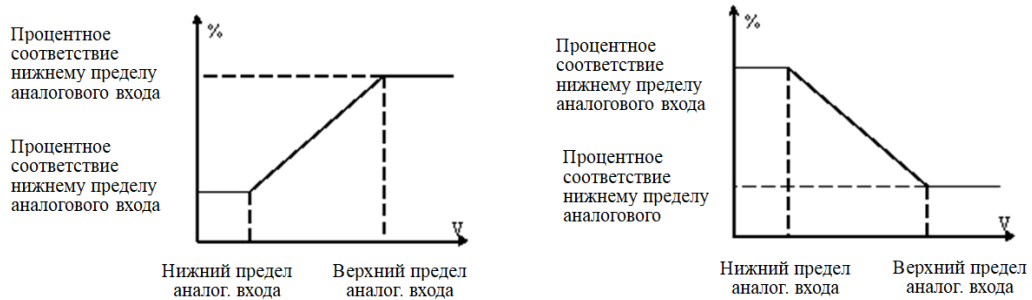 %
Процентное
соответствие
нижнему пределу
аналогового входа
Процентное
соответствие
нижнему пределу
аналогового входа
V
Нижний предел
аналог. входа
Верхний предел
аналог. входа
%
Процентное
соответствие
нижнему пределу
аналогового входа
Процентное
соответствие
нижнему пределу
аналогового
V
Нижний предел
аналог. входа
Верхний предел
аналог. входа